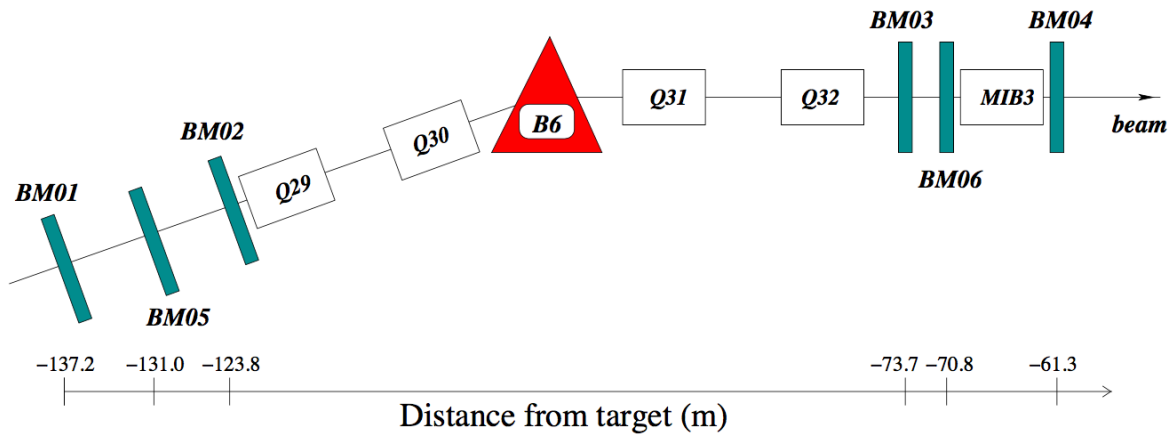 BM03
BM04
BM02
BM01
Q29
Q30
B6
Q31
Q32
MIB3
beam
BM06
BM05
−137.2
−131.0
−123.8
−73.7
−70.8
−61.3
Distance from target (m)